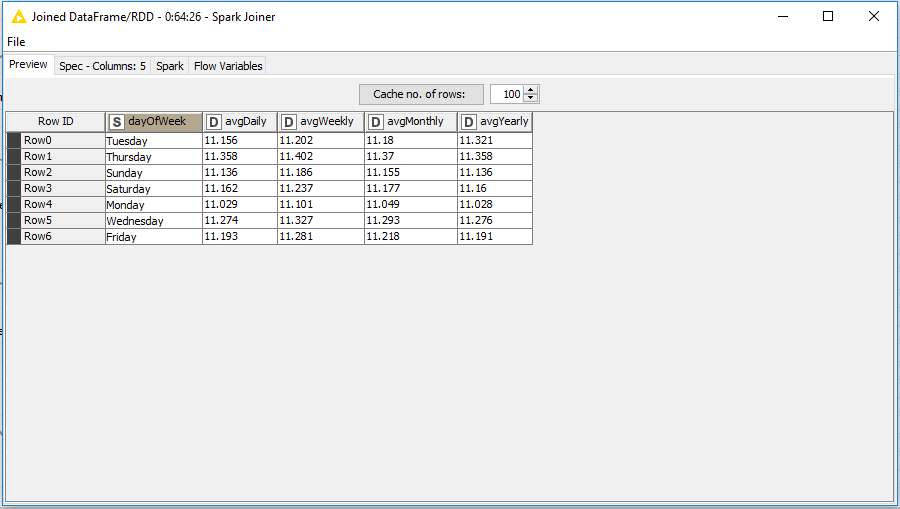 Joined DataFrame/RDD - 0:64:26 - Spark Joiner
File
Preview Spec - Columns: 5 Spark Flow Variables
Cache no. of rows: 100
Row ID S dayOfWeek D avgDaily D avgWeekly D avgMonthly D avgYearly
Row0 Tuesday 11.156 11.202 11.18 11.321
Row1 Thursday 11.358 11.402 11.37 11.358
Row2 Sunday 11.136 11.186 11.155 11.136
Row3 Saturday 11.162 11.237 11.177 11.16
Row4 Monday 11.029 11.101 11.049 11.028
Row5 Wednesday 11.274 11.327 11.293 11.276
Row6 Friday 11.193 11.281 11.218 11.191